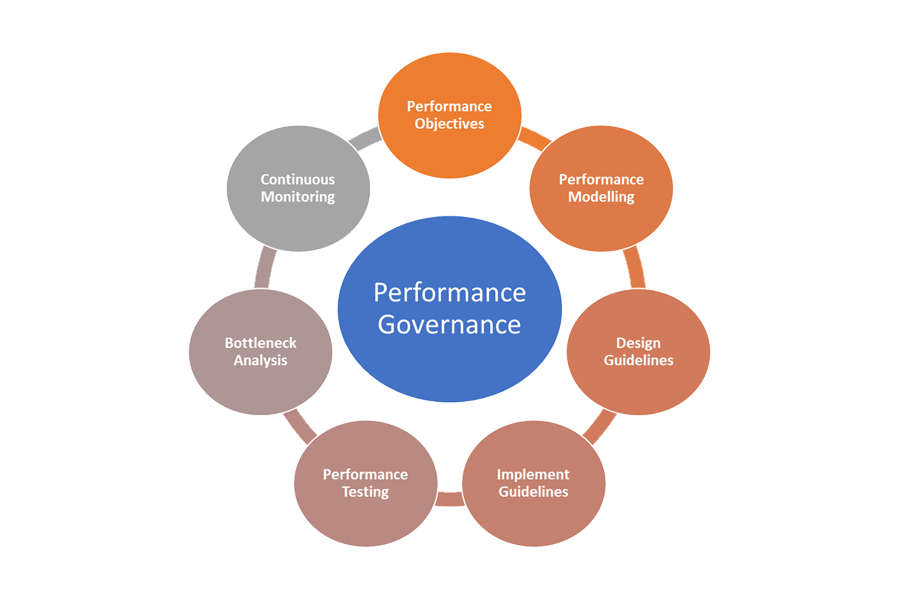 Performance
Objectives
Performance
Modelling
Design
Guidelines
Implement
Guidelines
Performance
Testing
Bottleneck
Analysis
Continuous
Monitoring
Performance
Governance